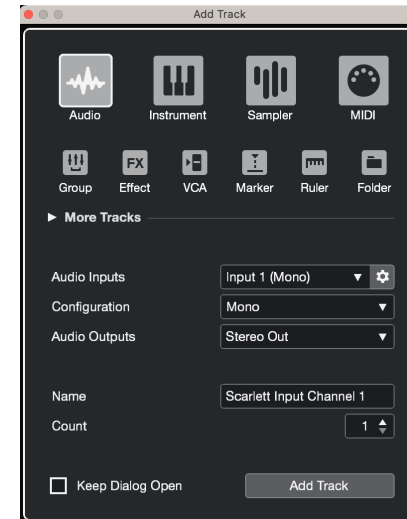 Add Track
Audio Instrument Sampler MIDI
FX
Group Effect VCA Marker Ruler Folder
More Tracks
Audio Inputs Input 1 (Mono)
Configuration Mono
Audio Outputs Stereo Out
Name Scarlett Input Channel 1
Count 1
Keep Dialog Open Add Track